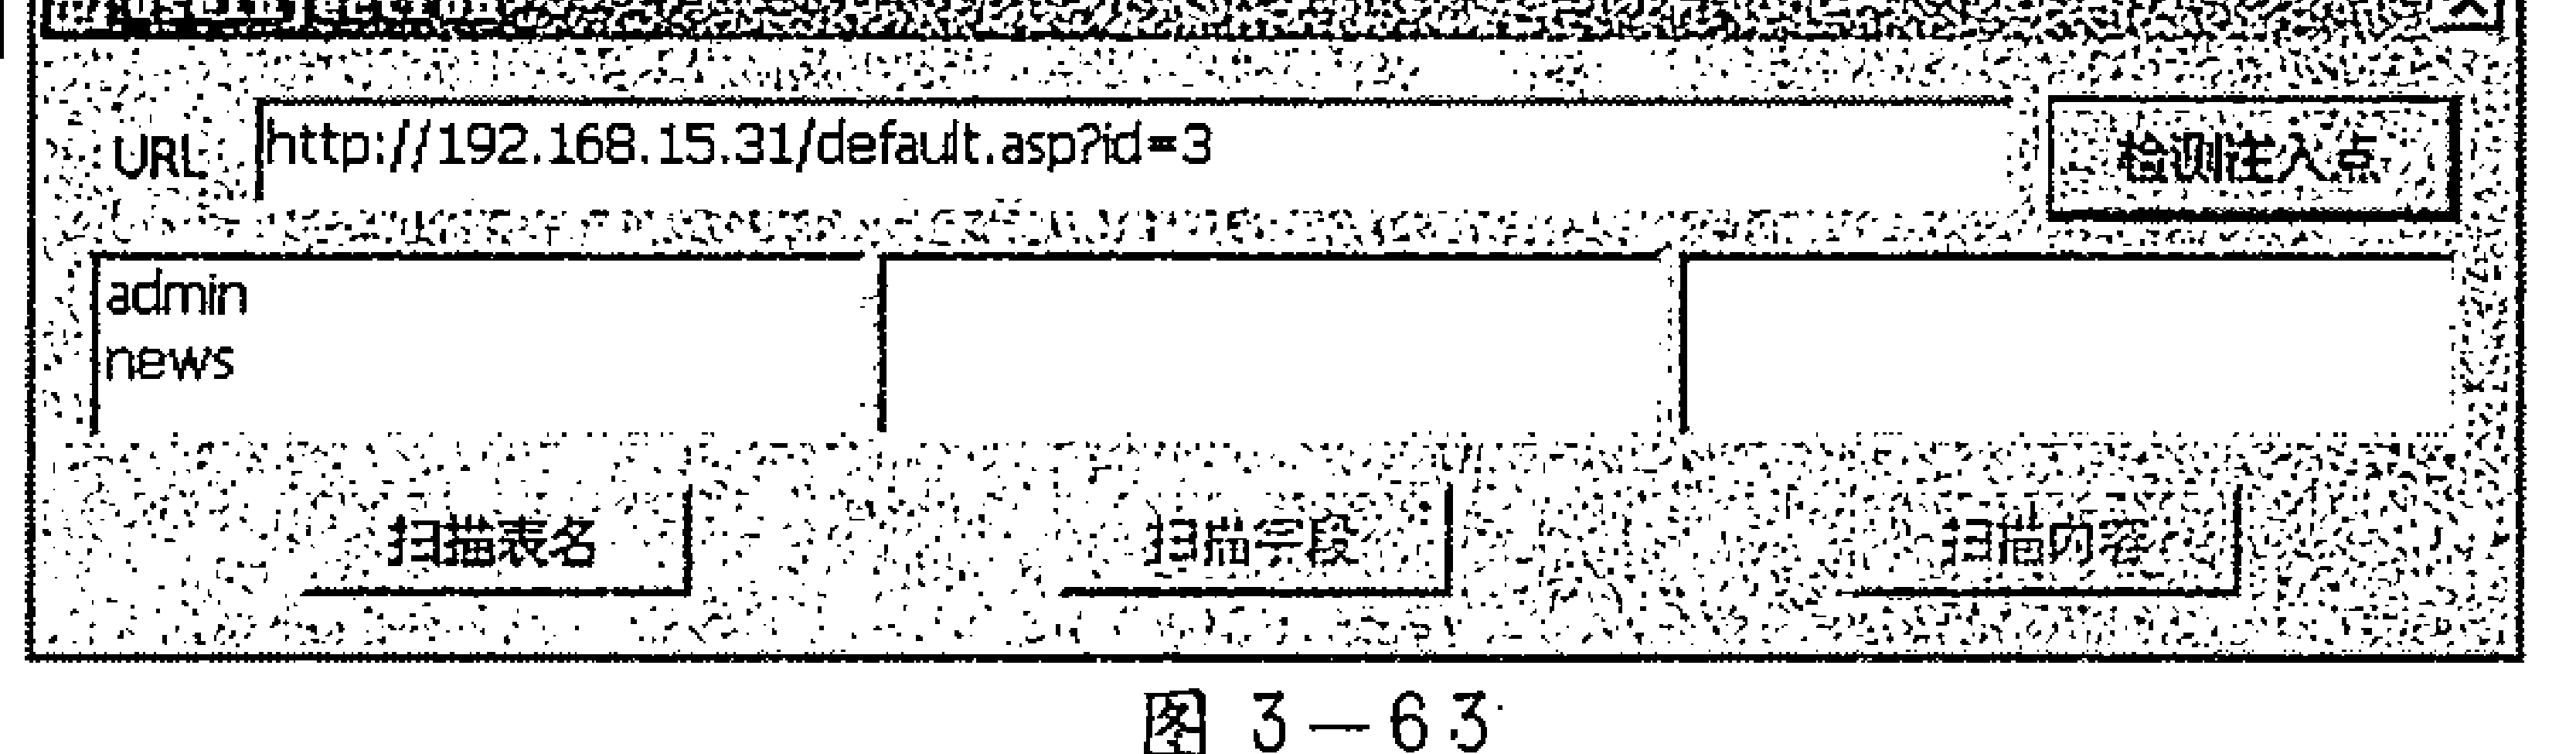 URL http://192.168.15.31/default.asp?id=3 检测注入点
admin
news
扫描表名 扫描字段 扫描内容
图 3-63